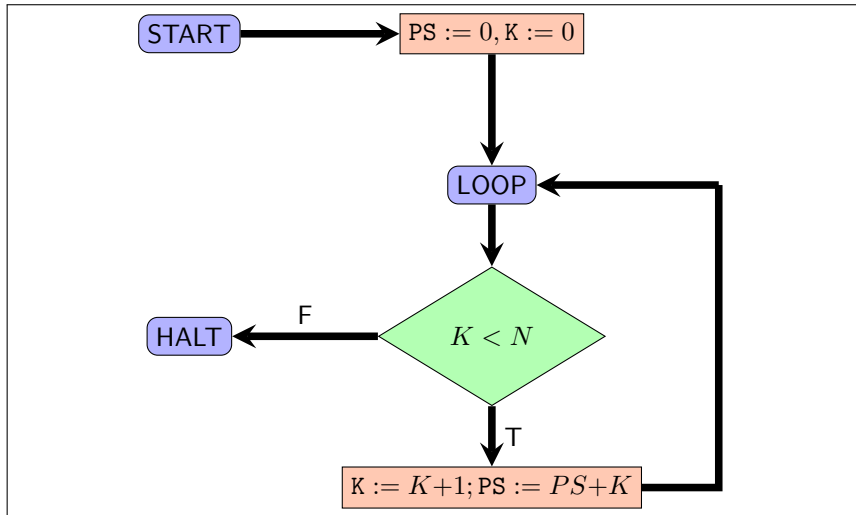 START
PS := 0, K := 0
LOOP
K < N
F
HALT
T
K := K+1; PS := PS+K